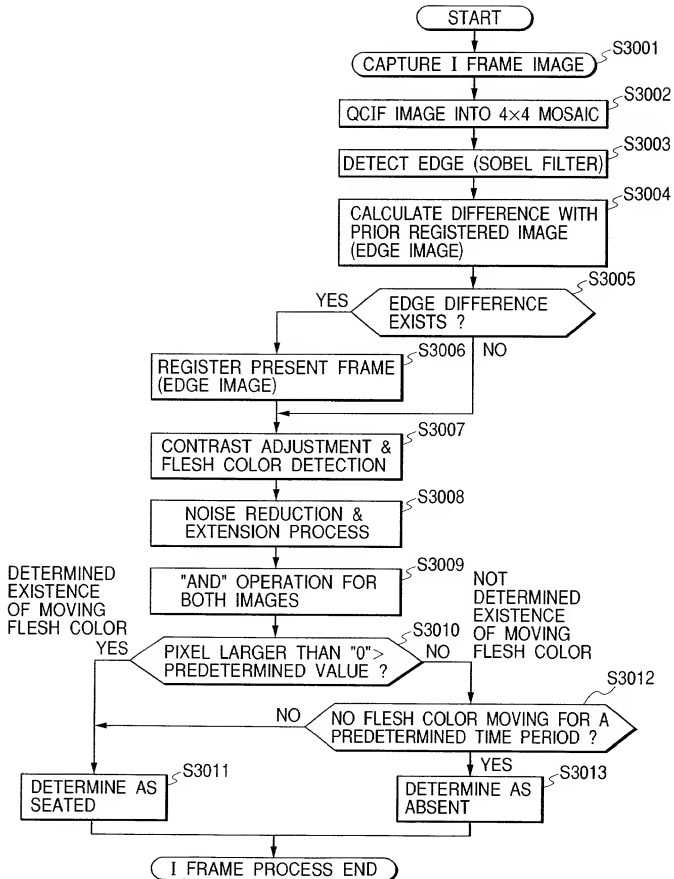 START
S3001
CAPTURE I FRAME IMAGE
S3002
QCIF IMAGE INTO 4×4 MOSAIC
S3003
DETECT EDGE (SOBEL FILTER)
S3004
CALCULATE DIFFERENCE WITH
PRIOR REGISTERED IMAGE
(EDGE IMAGE)
S3005
YES
EDGE DIFFERENCE
EXISTS ?
S3006
NO
REGISTER PRESENT FRAME
(EDGE IMAGE)
S3007
CONTRAST ADJUSTMENT &
FLESH COLOR DETECTION
S3008
NOISE REDUCTION &
EXTENSION PROCESS
S3009
"AND" OPERATION FOR
BOTH IMAGES
DETERMINED
EXISTENCE
OF MOVING
FLESH COLOR
NOT
DETERMINED
EXISTENCE
OF MOVING
FLESH COLOR
S3010
YES
PIXEL LARGER THAN "0">
PREDETERMINED VALUE ?
NO
S3012
NO
NO FLESH COLOR MOVING FOR A
PREDETERMINED TIME PERIOD ?
YES
S3011
DETERMINE AS
SEATED
S3013
DETERMINE AS
ABSENT
I FRAME PROCESS END